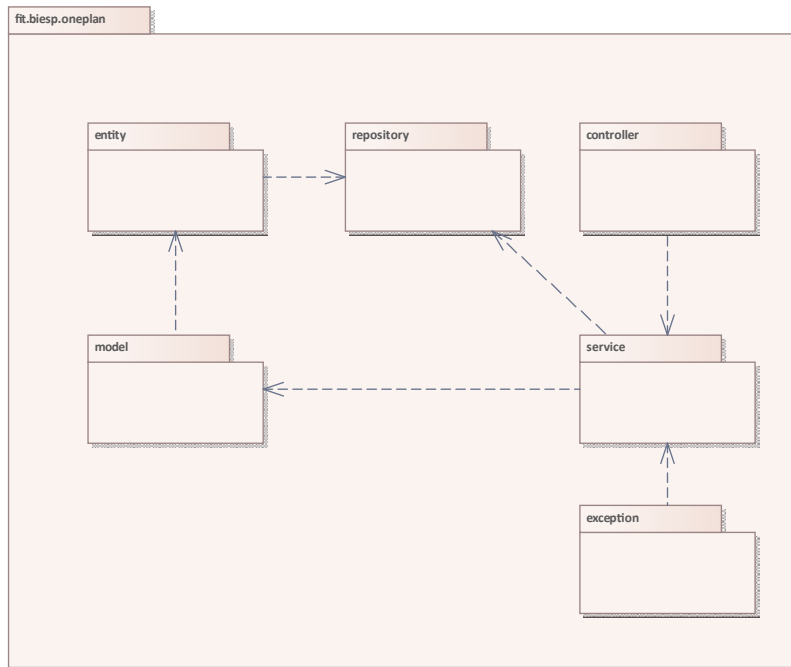 fit.biesp.oneplan
entity
repository
controller
model
service
exception